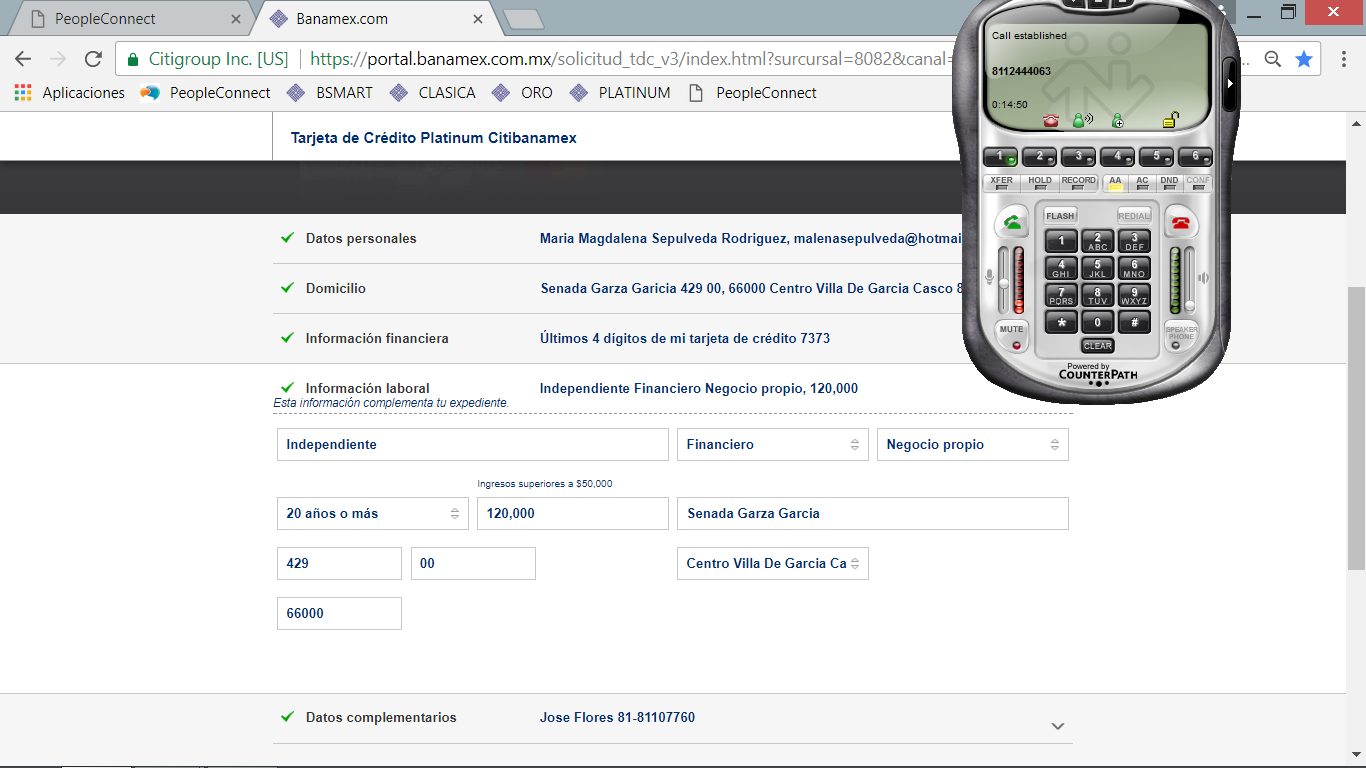 PeopleConnect
Banamex.com
Citigroup Inc. [US]
https://portal.banamex.com.mx/solicitud_tdc_v3/index.html?sursursal=8082&canal=
Aplicaciones
PeopleConnect
BSMART
CLASICA
ORO
PLATINUM
PeopleConnect
Tarjeta de Crédito Platinum Citibanamex
Datos personales
Maria Magdalena Sepulveda Rodriguez, malenasepulveda@hotmai
Domicilio
Senada Garza Garicia 429 00, 66000 Centro Villa De Garcia Casco 8
Información financiera
Últimos 4 dígitos de mi tarjeta de crédito 7373
Información laboral
Independiente Financiero Negocio propio, 120,000
Esta información complementa tu expediente.
Independiente
Financiero
Negocio propio
Ingresos superiores a $50,000
20 años o más
120,000
Senada Garza Garcia
429
00
Centro Villa De Garcia Ca
66000
Datos complementarios
Jose Flores 81-81107760
Call established
8112444063
0:14:50
1 2 3 4 5 6
XFER HOLD RECORD AA AC DND CONF
FLASH REDIAL
1 2 ABC 3 DEF
4 GHI 5 JKL 6 MNO
7 PQRS 8 TUV 9 WXYZ
* 0 #
MUTE
SPEAKER PHONE
CLEAR
Powered by
COUNTERPATH